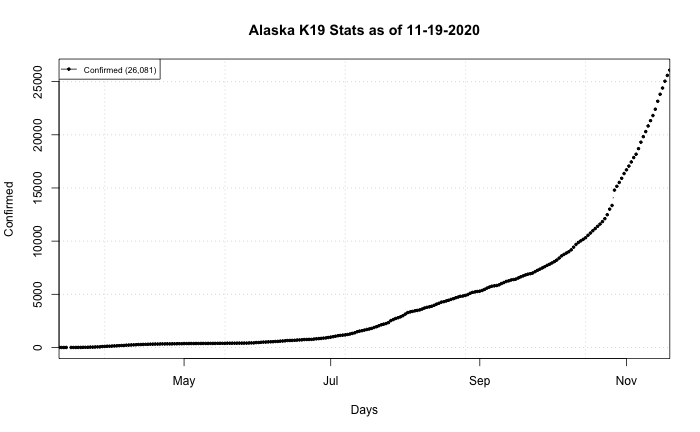 Alaska K19 Stats as of 11-19-2020
Confirmed (26,081)
Confirmed
25000
20000
15000
10000
5000
0
May Jul Sep Nov
Days